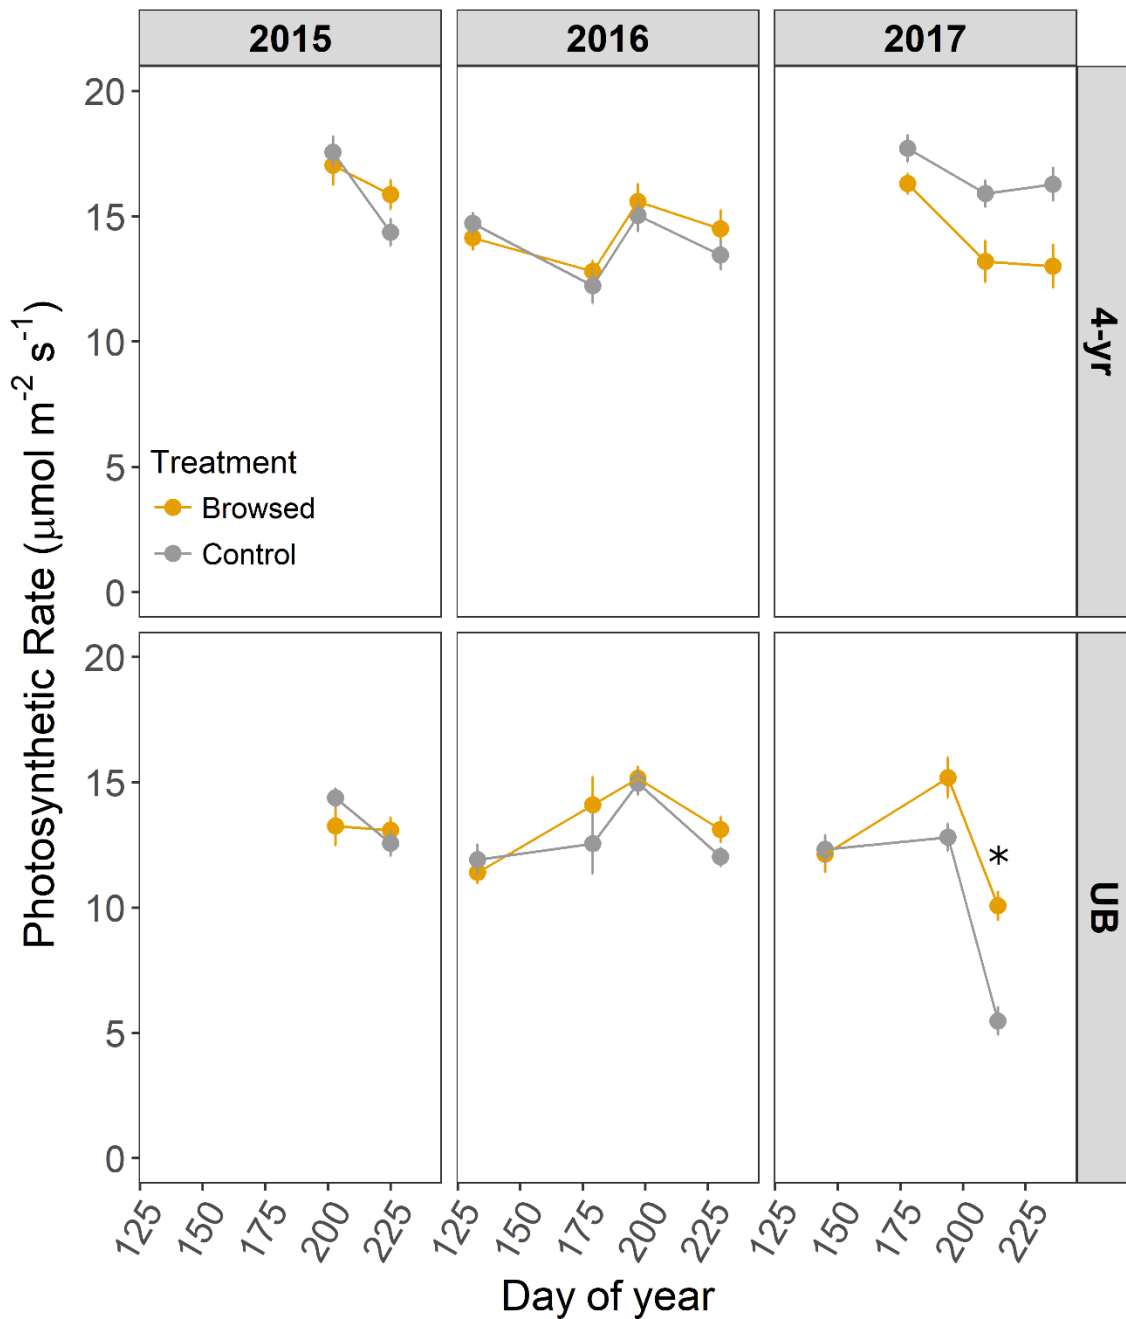 2015 2016 2017
Photosynthetic Rate (μmol m-2 s-1)
20
15
10
5
0
Treatment
Browsed
Control
4-yr
20
15
10
5
0
*
UB
125 150 175 200 225 125 150 175 200 225 125 150 175 200 225
Day of year